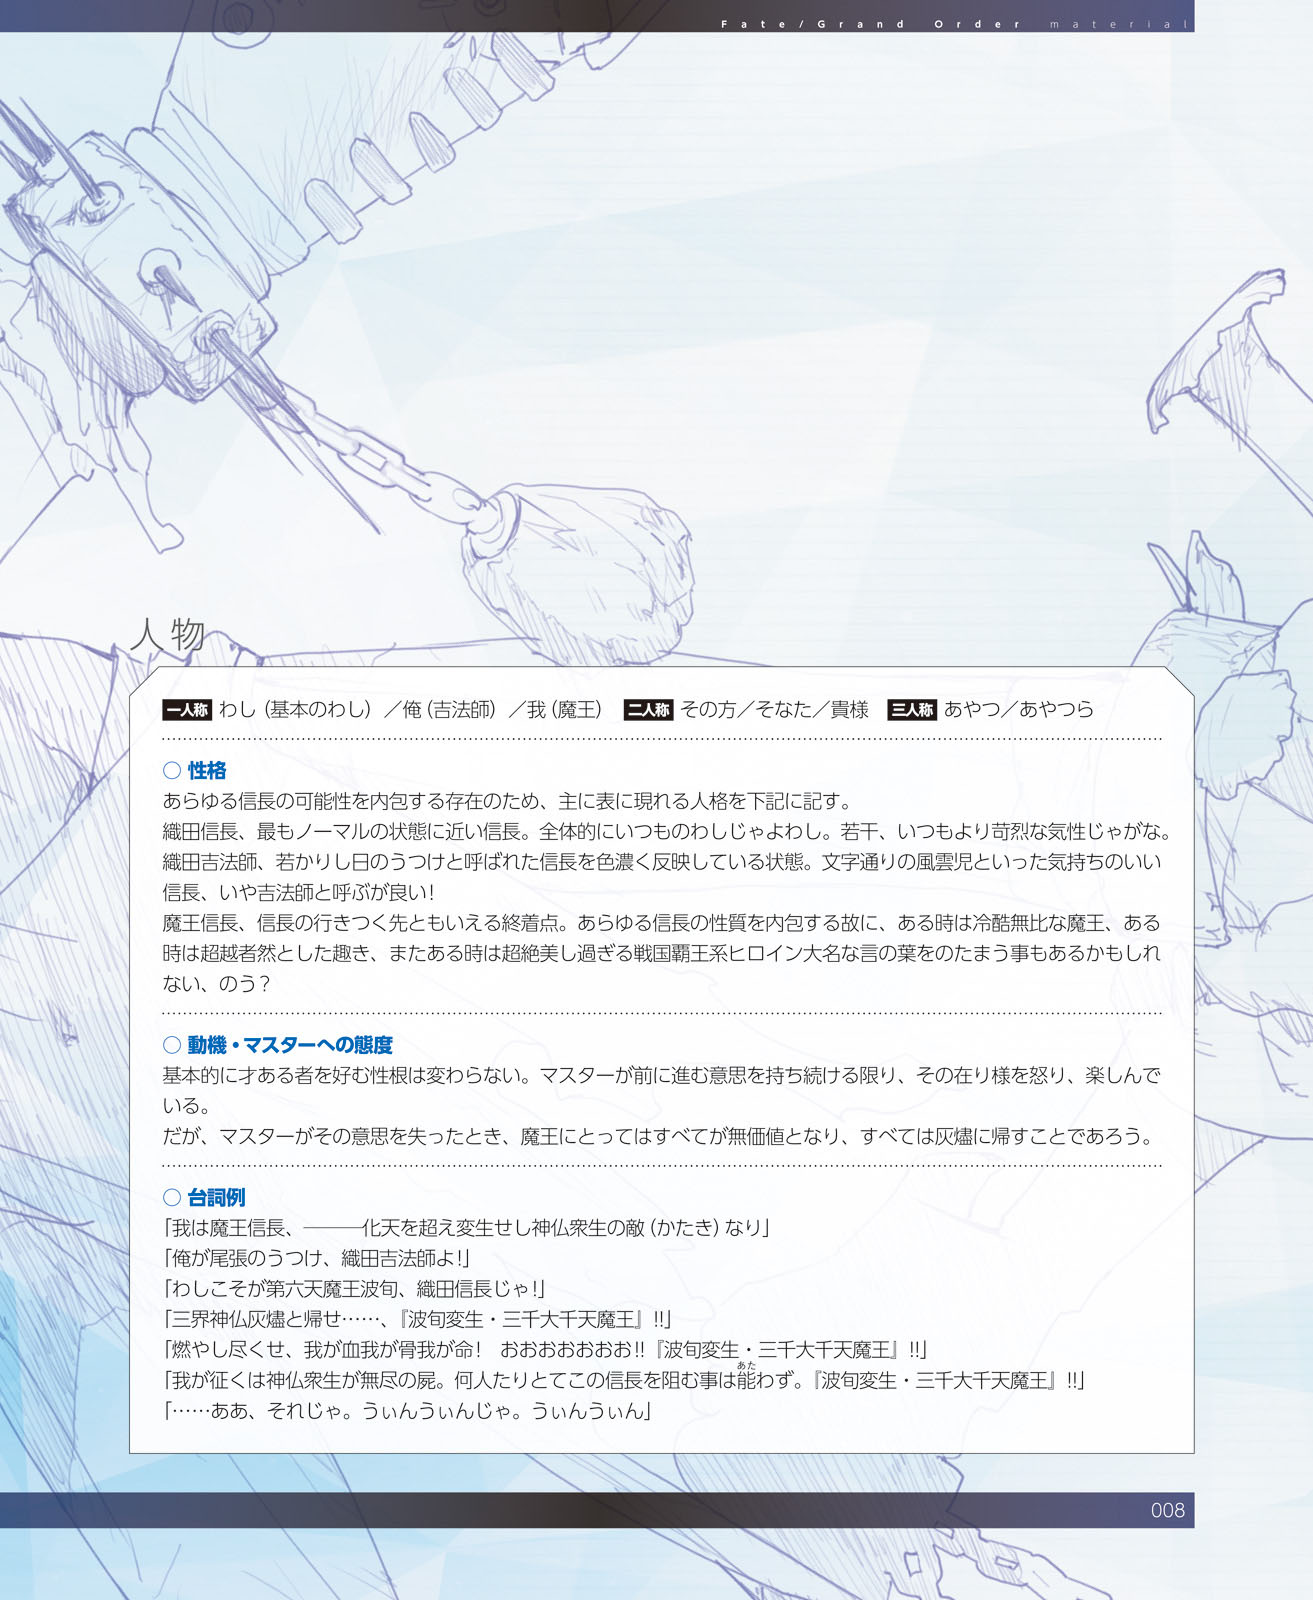 Fate/Grand Order material
人物
一人称 わし（基本のわし）／俺（吉法師）／我（魔王） 二人称 その方／そなた／貴様 三人称 あやつ／あやつら
○ 性格
あらゆる信長の可能性を内包する存在のため、主に表に現れる人格を下記に記す。
織田信長、最もノーマルの状態に近い信長。全体的にいつものわしじゃよわし。若干、いつもより苛烈な気性じゃがな。
織田吉法師、若かりし日のうつけと呼ばれた信長を色濃く反映している状態。文字通りの風雲児といった気持ちのいい
信長、いや吉法師と呼ぶが良い！
魔王信長、信長の行きつく先ともいえる終着点。あらゆる信長の性質を内包する故に、ある時は冷酷無比な魔王、ある
時は超越者然とした趣き、またある時は超絶美し過ぎる戦国覇王系ヒロイン大名な言の葉をのたまう事もあるかもしれ
ない、のう？
○ 動機・マスターへの態度
基本的に才ある者を好む性根は変わらない。マスターが前に進む意思を持ち続ける限り、その在り様を怒り、楽しんで
いる。
だが、マスターがその意思を失ったとき、魔王にとってはすべてが無価値となり、すべては灰燼に帰すことであろう。
○ 台詞例
「我は魔王信長、―――化天を超え変生せし神仏衆生の敵（かたき）なり」
「俺が尾張のうつけ、織田吉法師よ！」
「わしこそが第六天魔王波旬、織田信長じゃ！」
「三界神仏灰燼と帰せ……、『波旬変生・三千大千天魔王』!!」
「燃やし尽くせ、我が血我が骨我が命！　おおおおおおお!!『波旬変生・三千大千天魔王』!!」
「我が征くは神仏衆生が無尽の屍。何人たりとてこの信長を阻む事は能（あた）わず。『波旬変生・三千大千天魔王』!!」
「……ああ、それじゃ。うぃんうぃんじゃ。うぃんうぃん」
008